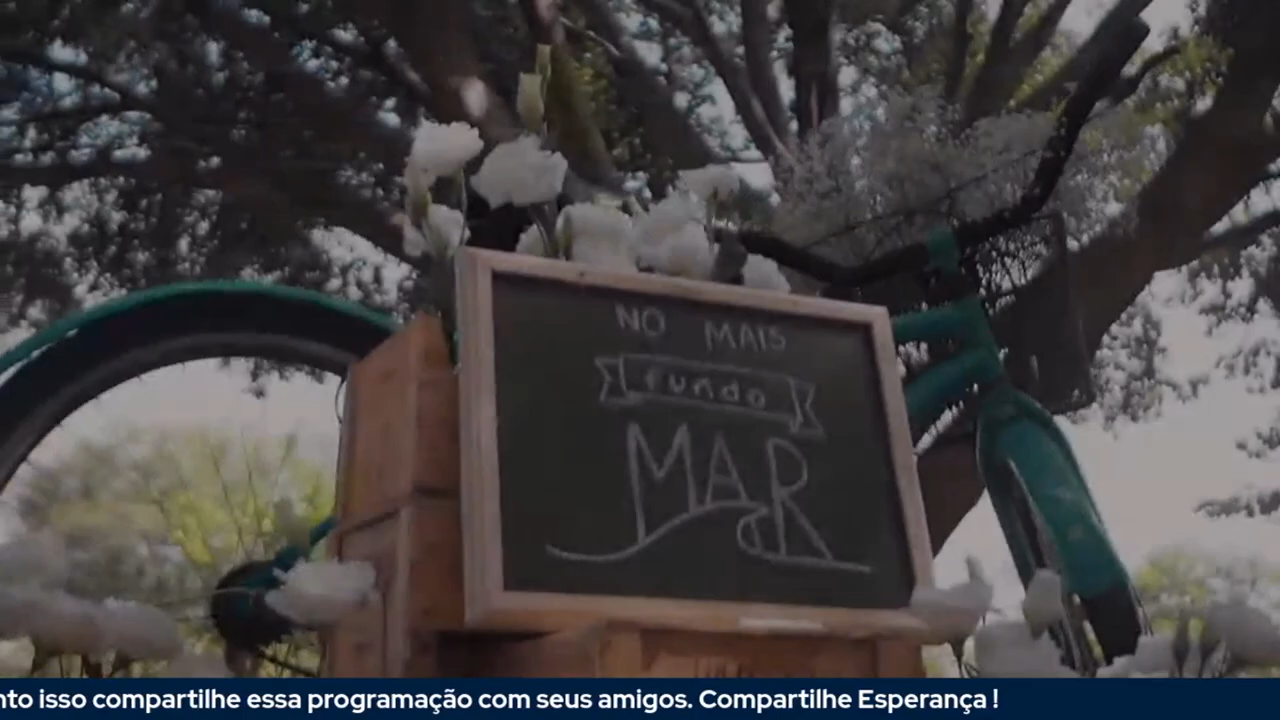 NO MAIS
fundo
MAR
nto isso compartilhe essa programação com seus amigos. Compartilhe Esperança !